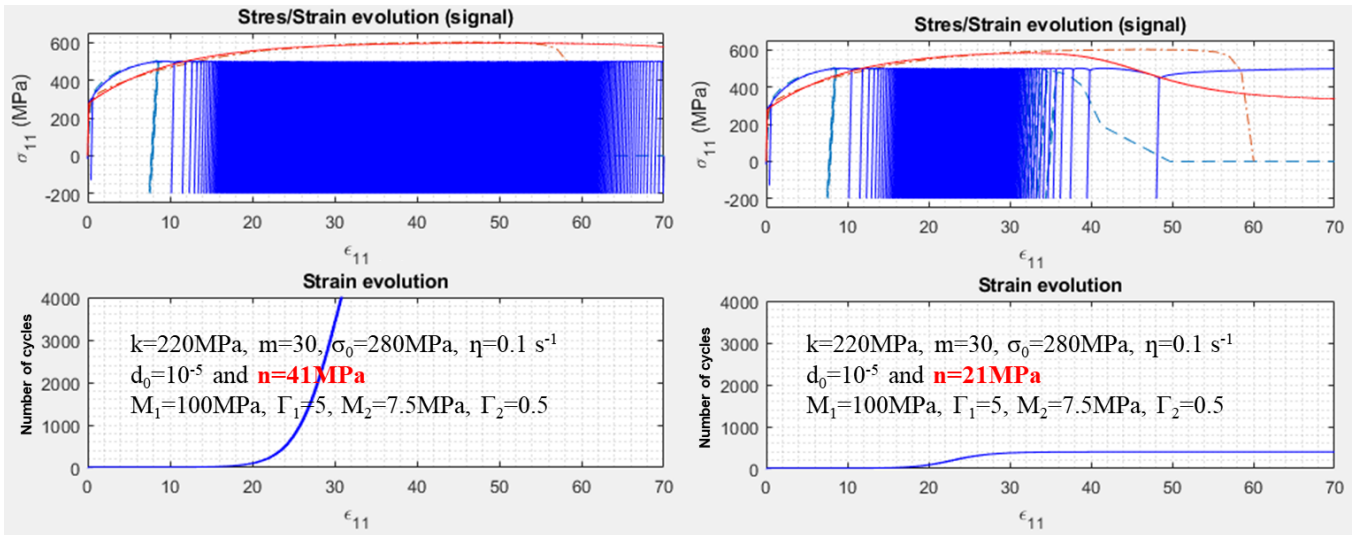 Stres/Strain evolution (signal)
600
400
200
0
-200
σ11 (MPa)
0 10 20 30 40 50 60 70
ϵ11
Strain evolution
4000
3000
2000
1000
0
Number of cycles
k=220MPa, m=30, σ0=280MPa, η=0.1 s-1
d0=10-5 and n=41MPa
M1=100MPa, Γ1=5, M2=7.5MPa, Γ2=0.5
0 10 20 30 40 50 60 70
ϵ11
Stres/Strain evolution (signal)
600
400
200
0
-200
σ11 (MPa)
0 10 20 30 40 50 60 70
ϵ11
Strain evolution
4000
3000
2000
1000
0
Number of cycles
k=220MPa, m=30, σ0=280MPa, η=0.1 s-1
d0=10-5 and n=21MPa
M1=100MPa, Γ1=5, M2=7.5MPa, Γ2=0.5
0 10 20 30 40 50 60 70
ϵ11